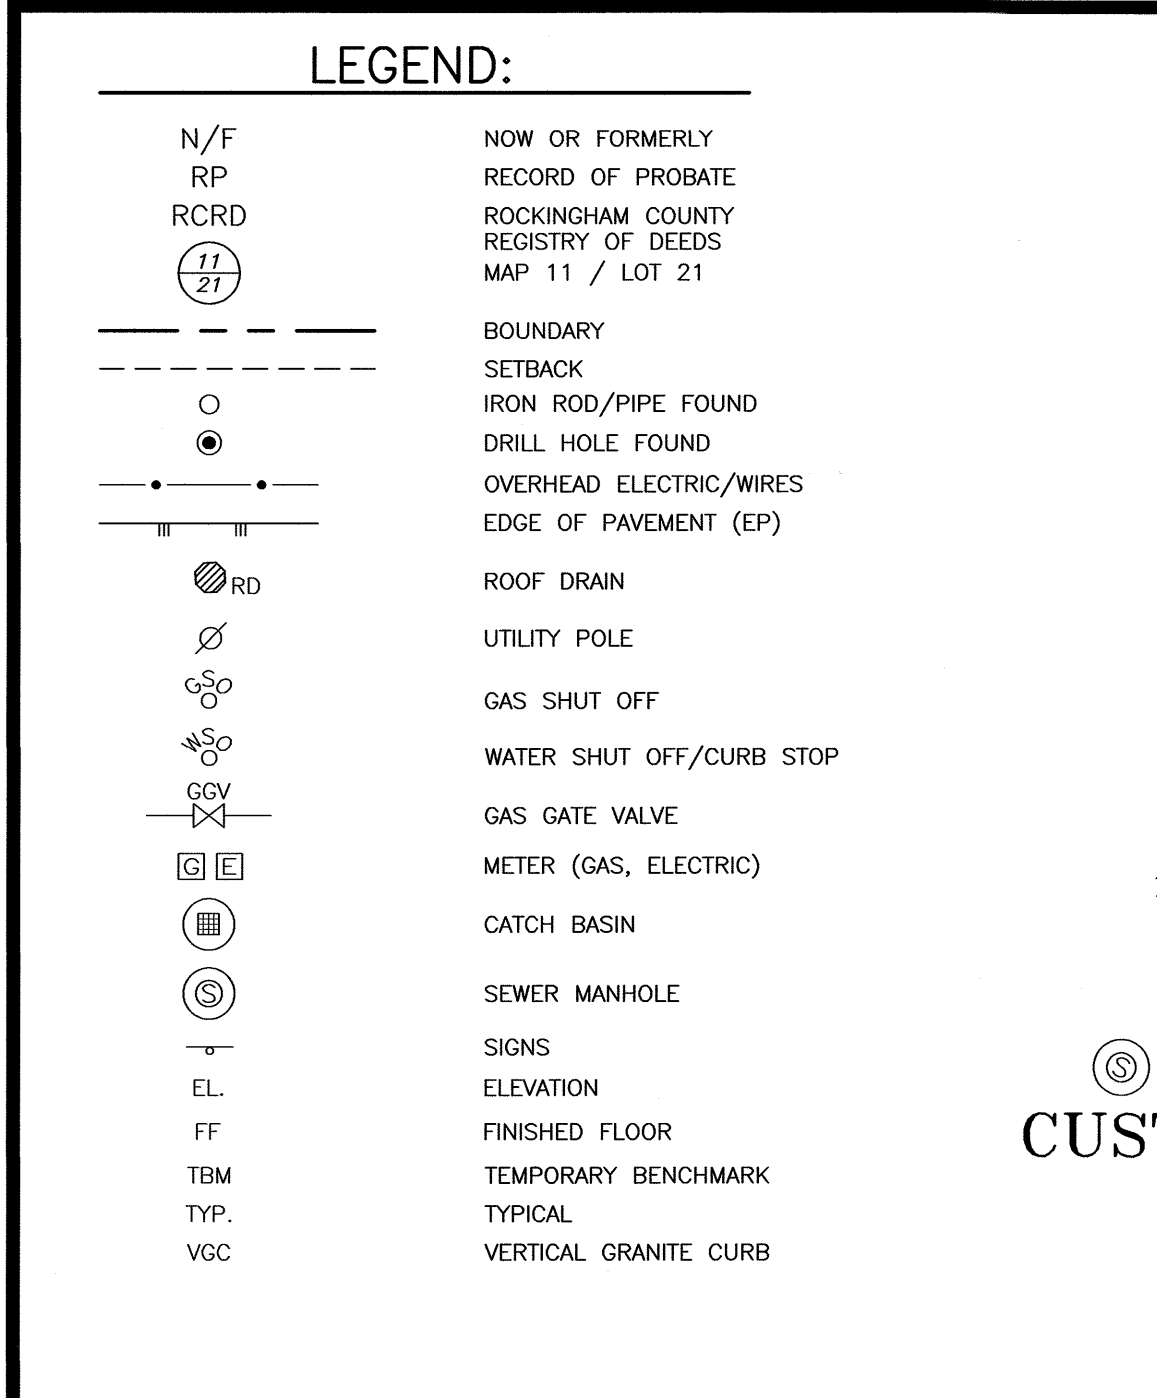 LEGEND:
N/F NOW OR FORMERLY
RP RECORD OF PROBATE
RCRD ROCKINGHAM COUNTY
REGISTRY OF DEEDS
11
21 MAP 11 / LOT 21
BOUNDARY
SETBACK
IRON ROD/PIPE FOUND
DRILL HOLE FOUND
OVERHEAD ELECTRIC/WIRES
EDGE OF PAVEMENT (EP)
RD ROOF DRAIN
UTILITY POLE
GSO GAS SHUT OFF
WSO WATER SHUT OFF/CURB STOP
GGV
GAS GATE VALVE
G E METER (GAS, ELECTRIC)
CATCH BASIN
S SEWER MANHOLE
SIGNS
S
EL. ELEVATION
FF FINISHED FLOOR
CUST
TBM TEMPORARY BENCHMARK
TYP. TYPICAL
VGC VERTICAL GRANITE CURB